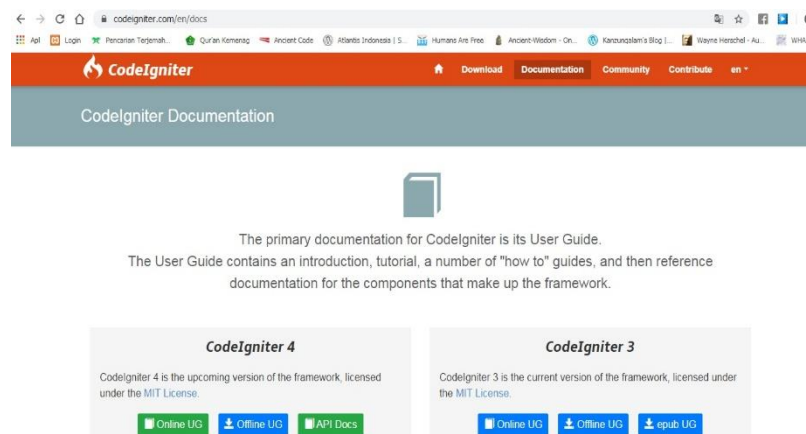 codeigniter.com/en/docs
Apl Login Pencarian Terjemah... Qur'an Kemenag Ancient Code Atlantis Indonesia | S... Humans Are Free Ancient-Wisdom - On... Kanzunqalam's Blog |... Wayne Herschel - Au... WHA
CodeIgniter Download Documentation Community Contribute en
CodeIgniter Documentation
The primary documentation for CodeIgniter is its User Guide.
The User Guide contains an introduction, tutorial, a number of "how to" guides, and then reference
documentation for the components that make up the framework.
CodeIgniter 4
CodeIgniter 4 is the upcoming version of the framework, licensed
under the MIT License.
Online UG Offline UG API Docs
CodeIgniter 3
CodeIgniter 3 is the current version of the framework, licensed under
the MIT License.
Online UG Offline UG epub UG